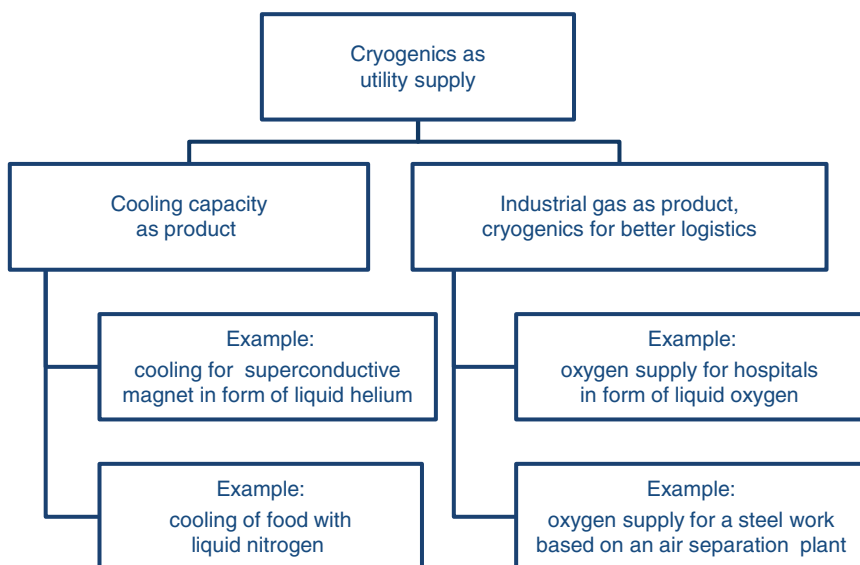 Cryogenics as
utility supply
Cooling capacity
as product
Industrial gas as product,
cryogenics for better logistics
Example:
cooling for superconductive
magnet in form of liquid helium
Example:
oxygen supply for hospitals
in form of liquid oxygen
Example:
cooling of food with
liquid nitrogen
Example:
oxygen supply for a steel work
based on an air separation plant